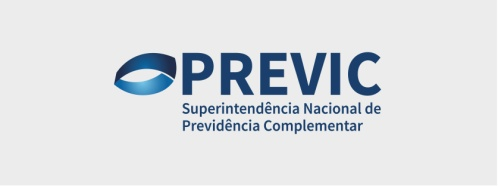 PREVIC
Superintendência Nacional de
Previdência Complementar